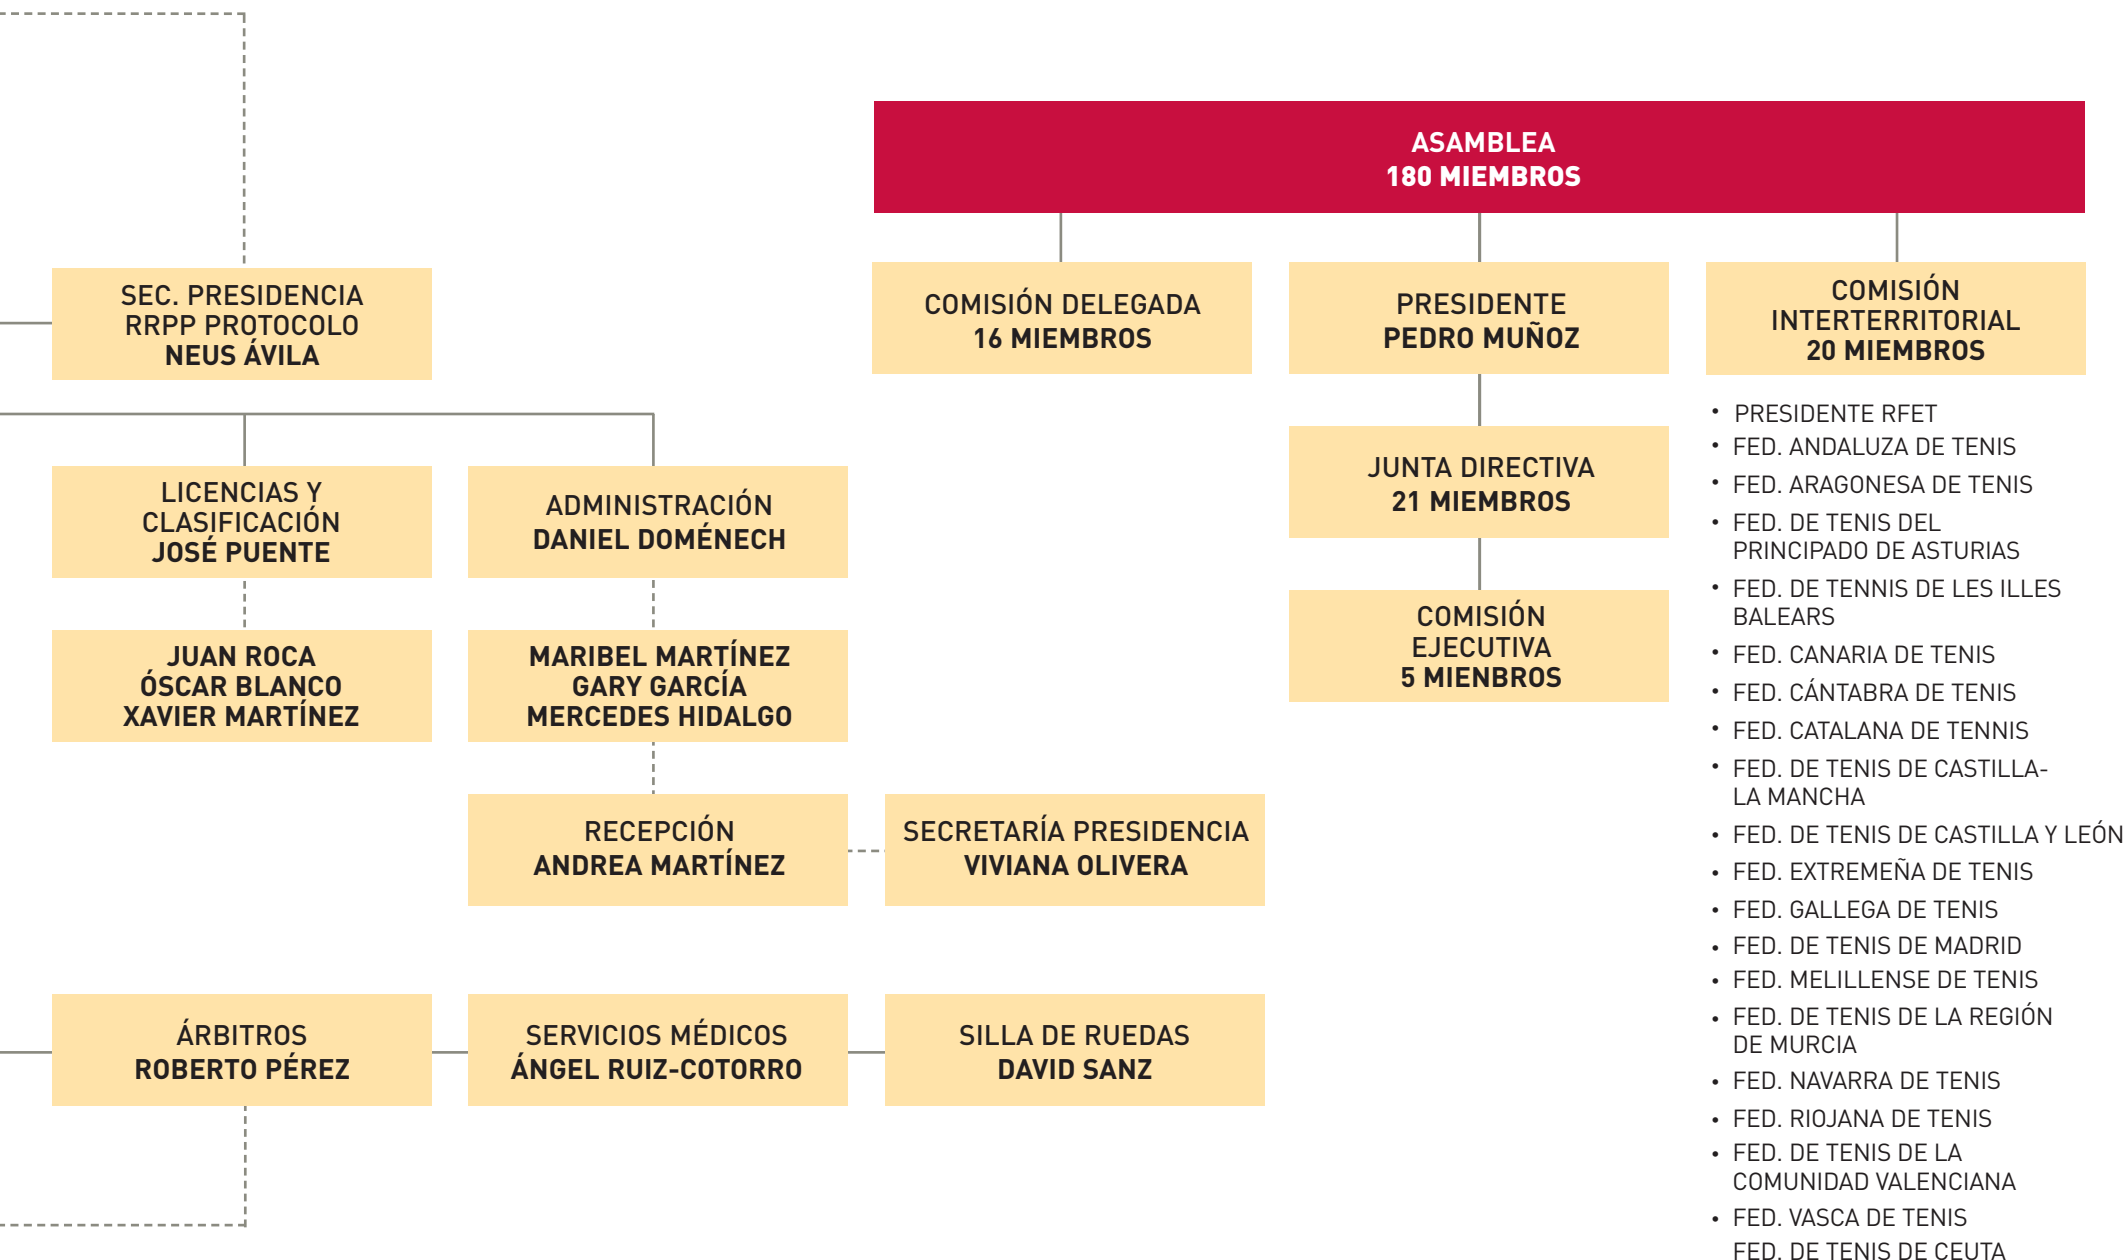 ASAMBLEA
180 MIEMBROS
SEC. PRESIDENCIA
RRPP PROTOCOLO
NEUS ÁVILA
COMISIÓN DELEGADA
16 MIEMBROS
PRESIDENTE
PEDRO MUÑOZ
COMISIÓN
INTERTERRITORIAL
20 MIEMBROS
LICENCIAS Y
CLASIFICACIÓN
JOSÉ PUENTE
ADMINISTRACIÓN
DANIEL DOMÉNECH
JUNTA DIRECTIVA
21 MIEMBROS
JUAN ROCA
ÓSCAR BLANCO
XAVIER MARTÍNEZ
MARIBEL MARTÍNEZ
GARY GARCÍA
MERCEDES HIDALGO
COMISIÓN
EJECUTIVA
5 MIENBROS
RECEPCIÓN
ANDREA MARTÍNEZ
SECRETARÍA PRESIDENCIA
VIVIANA OLIVERA
ÁRBITROS
ROBERTO PÉREZ
SERVICIOS MÉDICOS
ÁNGEL RUIZ-COTORRO
SILLA DE RUEDAS
DAVID SANZ
• PRESIDENTE RFET
• FED. ANDALUZA DE TENIS
• FED. ARAGONESA DE TENIS
• FED. DE TENIS DEL
PRINCIPADO DE ASTURIAS
• FED. DE TENNIS DE LES ILLES
BALEARS
• FED. CANARIA DE TENIS
• FED. CÁNTABRA DE TENIS
• FED. CATALANA DE TENNIS
• FED. DE TENIS DE CASTILLA-
LA MANCHA
• FED. DE TENIS DE CASTILLA Y LEÓN
• FED. EXTREMEÑA DE TENIS
• FED. GALLEGA DE TENIS
• FED. DE TENIS DE MADRID
• FED. MELILLENSE DE TENIS
• FED. DE TENIS DE LA REGIÓN
DE MURCIA
• FED. NAVARRA DE TENIS
• FED. RIOJANA DE TENIS
• FED. DE TENIS DE LA
COMUNIDAD VALENCIANA
• FED. VASCA DE TENIS
FED. DE TENIS DE CEUTA